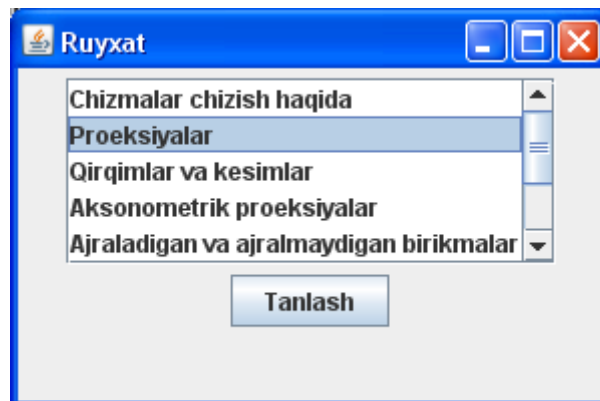 Ruyxat
Chizmalar chizish haqida
Proeksiyalar
Qirqimlar va kesimlar
Aksonometrik proeksiyalar
Ajraladigan va ajralmaydigan birikmalar
Tanlash